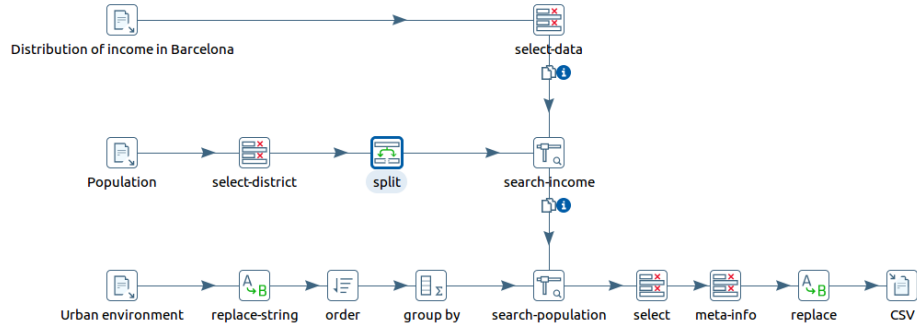 Distribution of income in Barcelona
select-data
Population
select-district
split
search-income
A
B
Σ
A
B
Urban environment
replace-string
order
group by
search-population
select
meta-info
replace
CSV